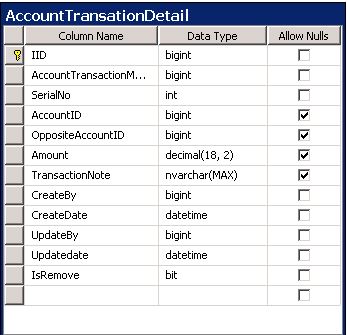 AccountTransationDetail
Column Name Data Type Allow Nulls
IID bigint
AccountTransactionM... bigint
SerialNo int
AccountID bigint
OppositeAccountID bigint
Amount decimal(18, 2)
TransactionNote nvarchar(MAX)
CreateBy bigint
CreateDate datetime
UpdateBy bigint
Updatedate datetime
IsRemove bit